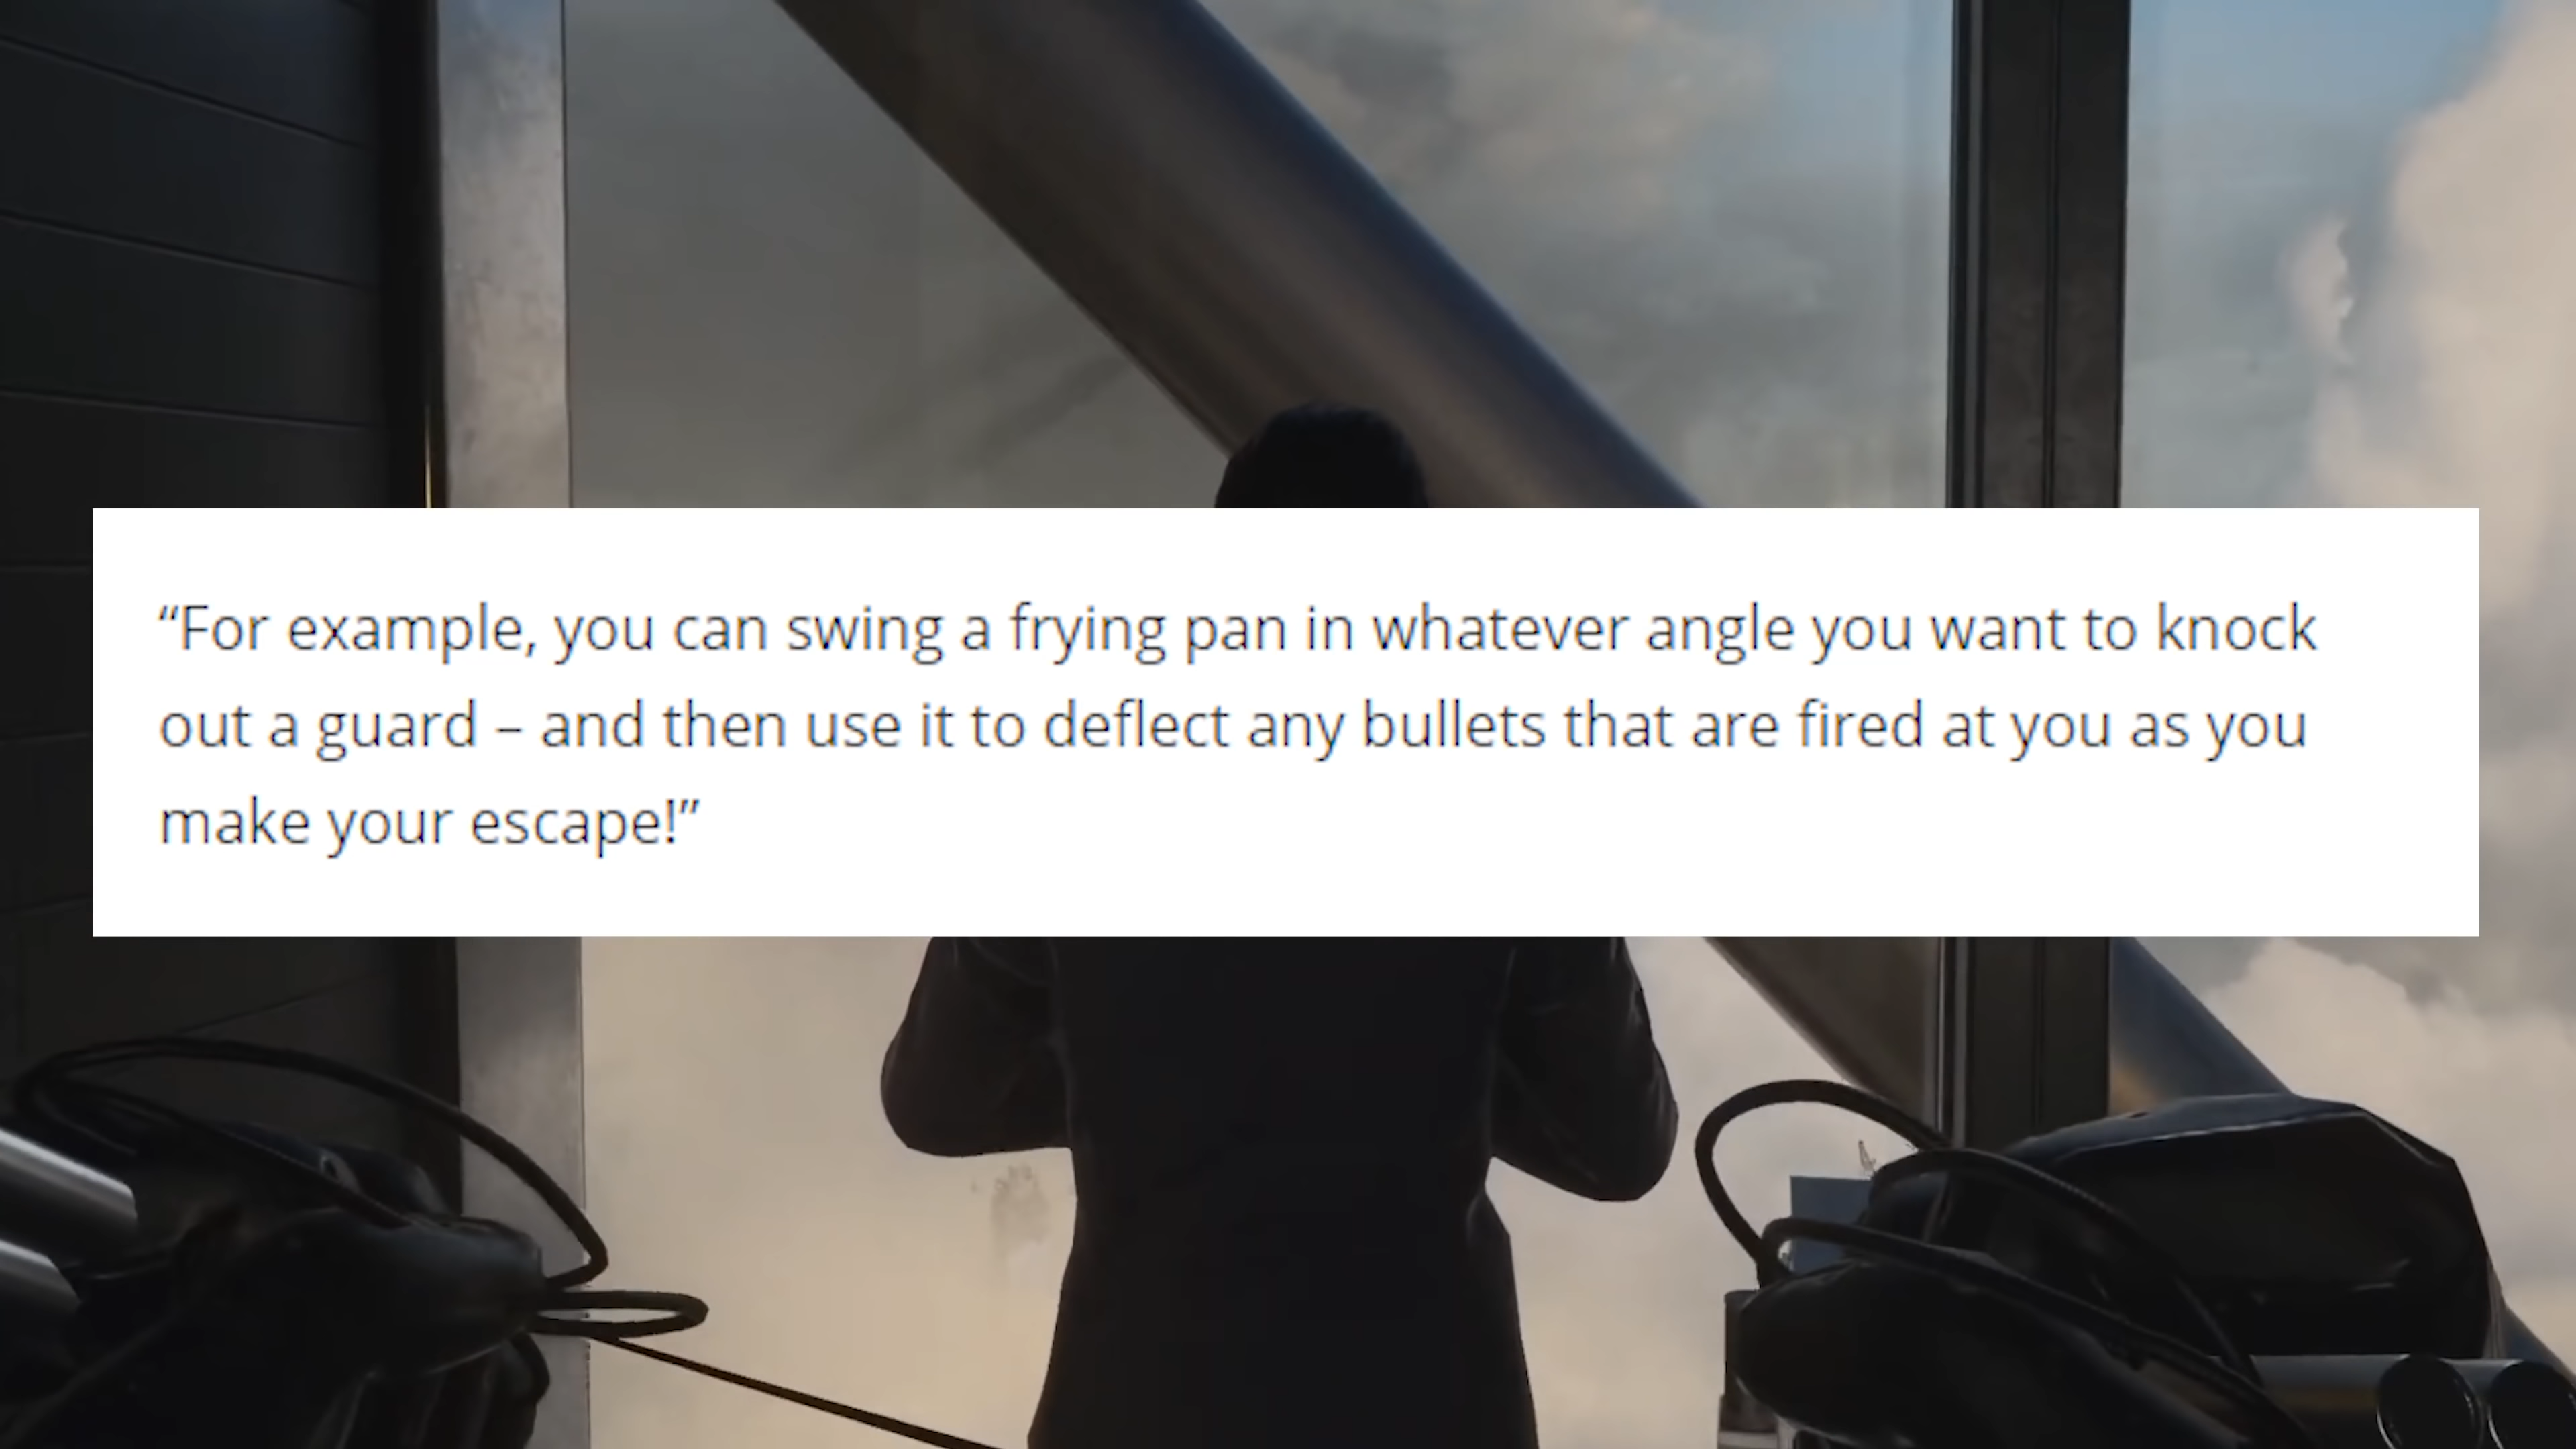 “For example, you can swing a frying pan in whatever angle you want to knock
out a guard – and then use it to deflect any bullets that are fired at you as you
make your escape!”